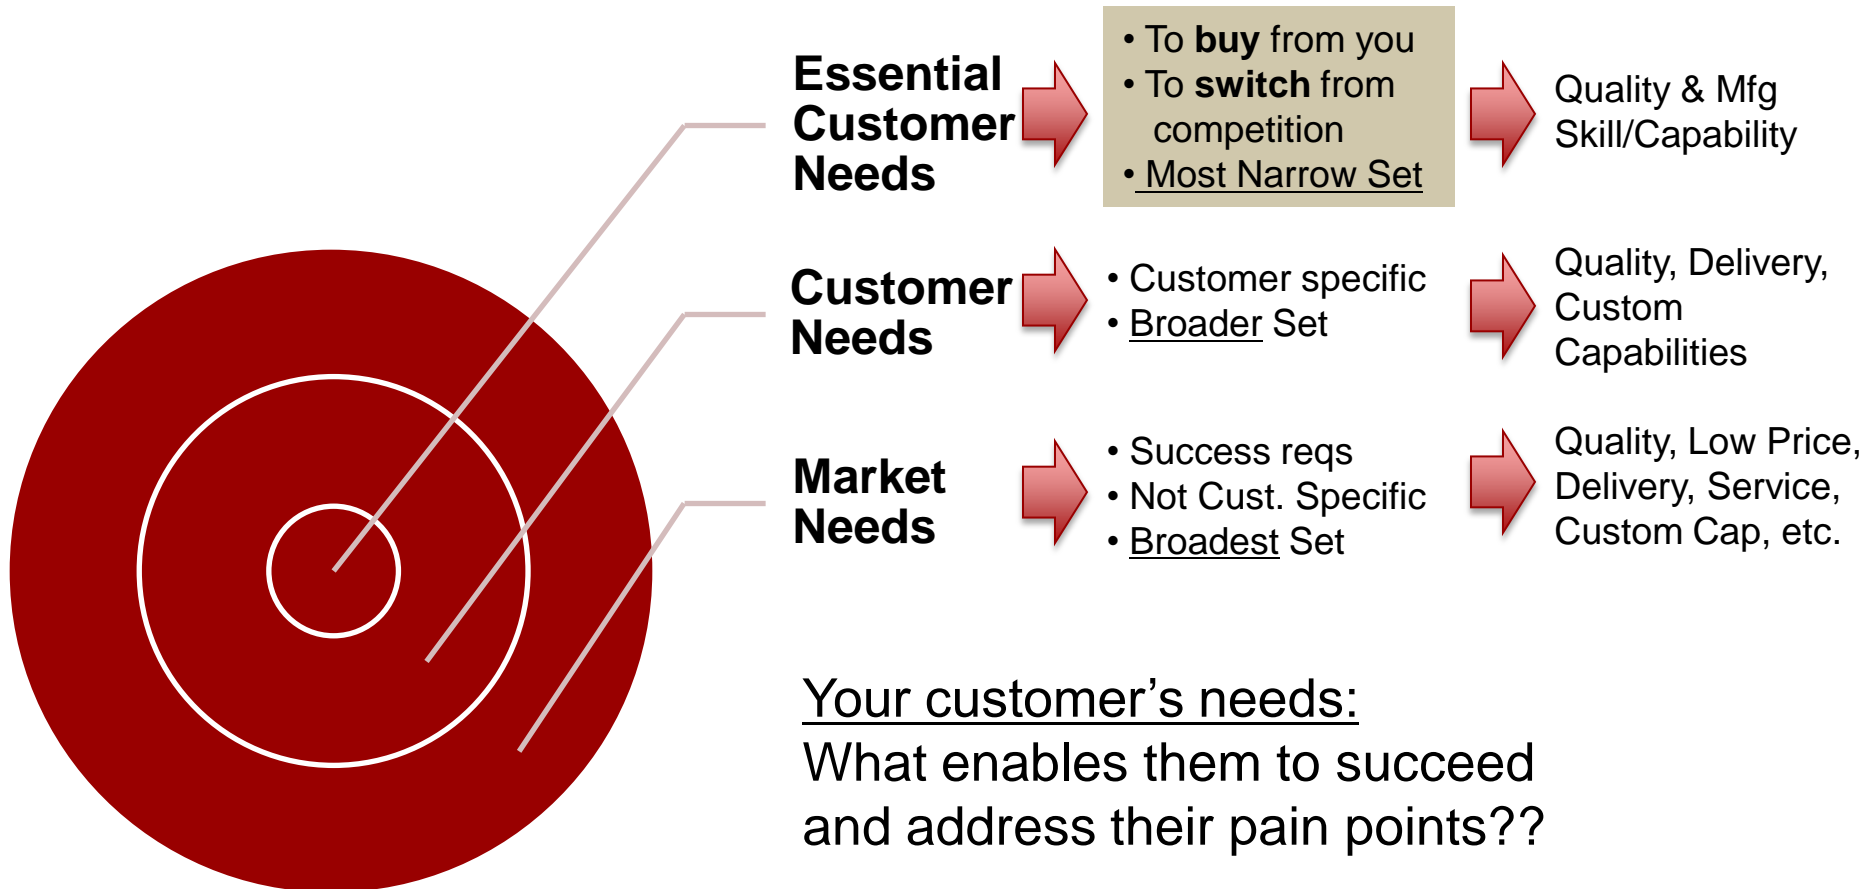 Essential
Customer
Needs
• To buy from you
• To switch from
competition
• Most Narrow Set
Quality & Mfg
Skill/Capability
Customer
Needs
• Customer specific
• Broader Set
Quality, Delivery,
Custom
Capabilities
Market
Needs
• Success reqs
• Not Cust. Specific
• Broadest Set
Quality, Low Price,
Delivery, Service,
Custom Cap, etc.
Your customer’s needs:
What enables them to succeed
and address their pain points??